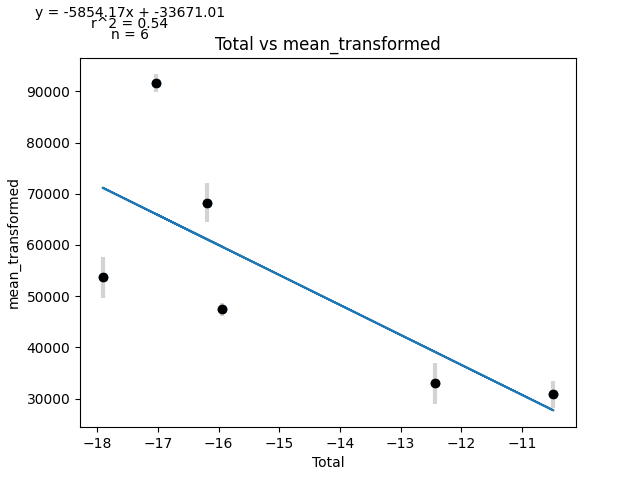 y = -5854.17x + -33671.01
r^2 = 0.54
n = 6
Total vs mean_transformed
90000
80000
70000
60000
50000
40000
30000
mean_transformed
−18 −17 −16 −15 −14 −13 −12 −11
Total